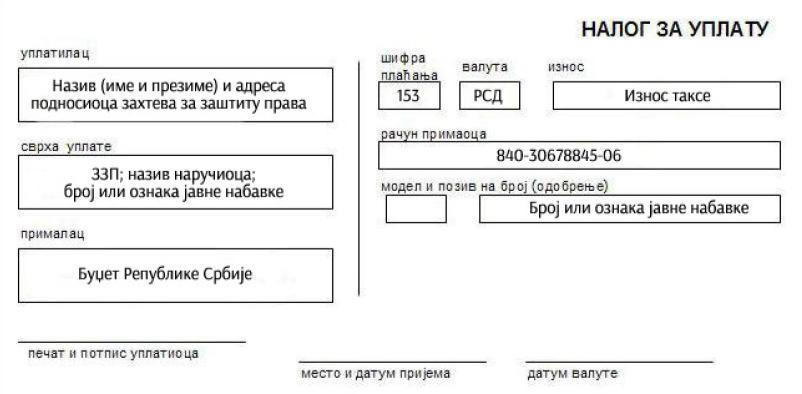 НАЛОГ ЗА УПЛАТУ
уплатилац
Назив (име и презиме) и адреса
подносиоца захтева за заштиту права
сврха уплате
ЗЗП; назив наручиоца;
број или ознака јавне набавке
прималац
Буџет Републике Србије
печат и потпис уплатиоца
шифра
плаћања
валута
износ
153
РСД
Износ таксе
рачун примаоца
840-30678845-06
модел и позив на број (одобрење)
Број или ознака јавне набавке
место и датум пријема
датум валуте